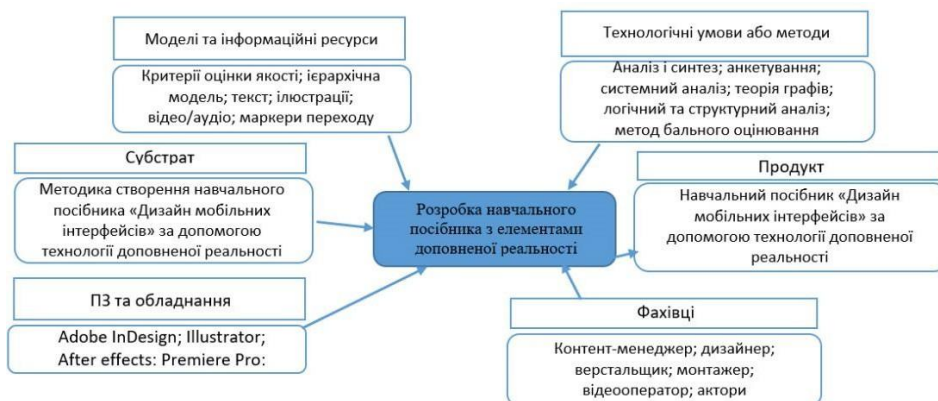 Моделі та інформаційні ресурси
Критерії оцінки якості; ієрархічна
модель; текст; ілюстрації;
відео/аудіо; маркери переходу
Технологічні умови або методи
Аналіз і синтез; анкетування;
системний аналіз; теорія графів;
логічний та структурний аналіз;
метод бального оцінювання
Субстрат
Методика створення навчального
посібника «Дизайн мобільних
інтерфейсів» за допомогою
технології доповненої реальності
Розробка навчального
посібника з елементами
доповненої реальності
Продукт
Навчальний посібник «Дизайн
мобільних інтерфейсів» за
допомогою технології доповненої
реальності
ПЗ та обладнання
Adobe InDesign; Illustrator;
After effects: Premiere Pro:
Фахівці
Контент-менеджер; дизайнер;
верстальщик; монтажер;
відеооператор; актори